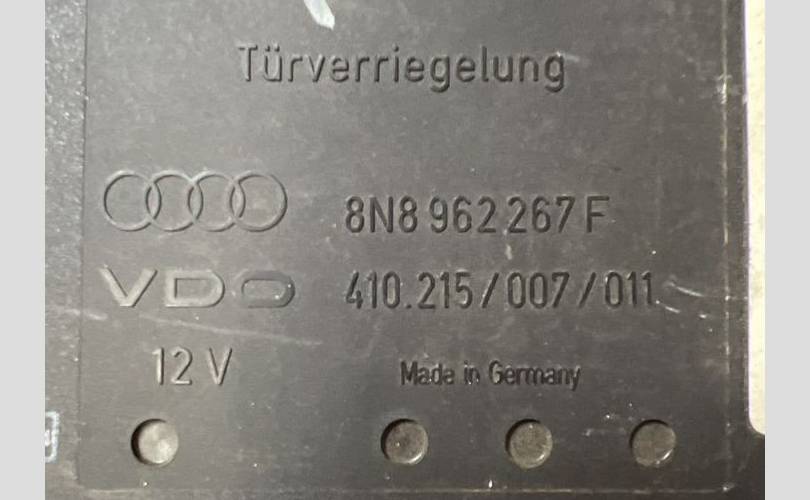 Türverriegelung
8N8 962 267 F
VDO 410.215/007/011
12 V Made in Germany